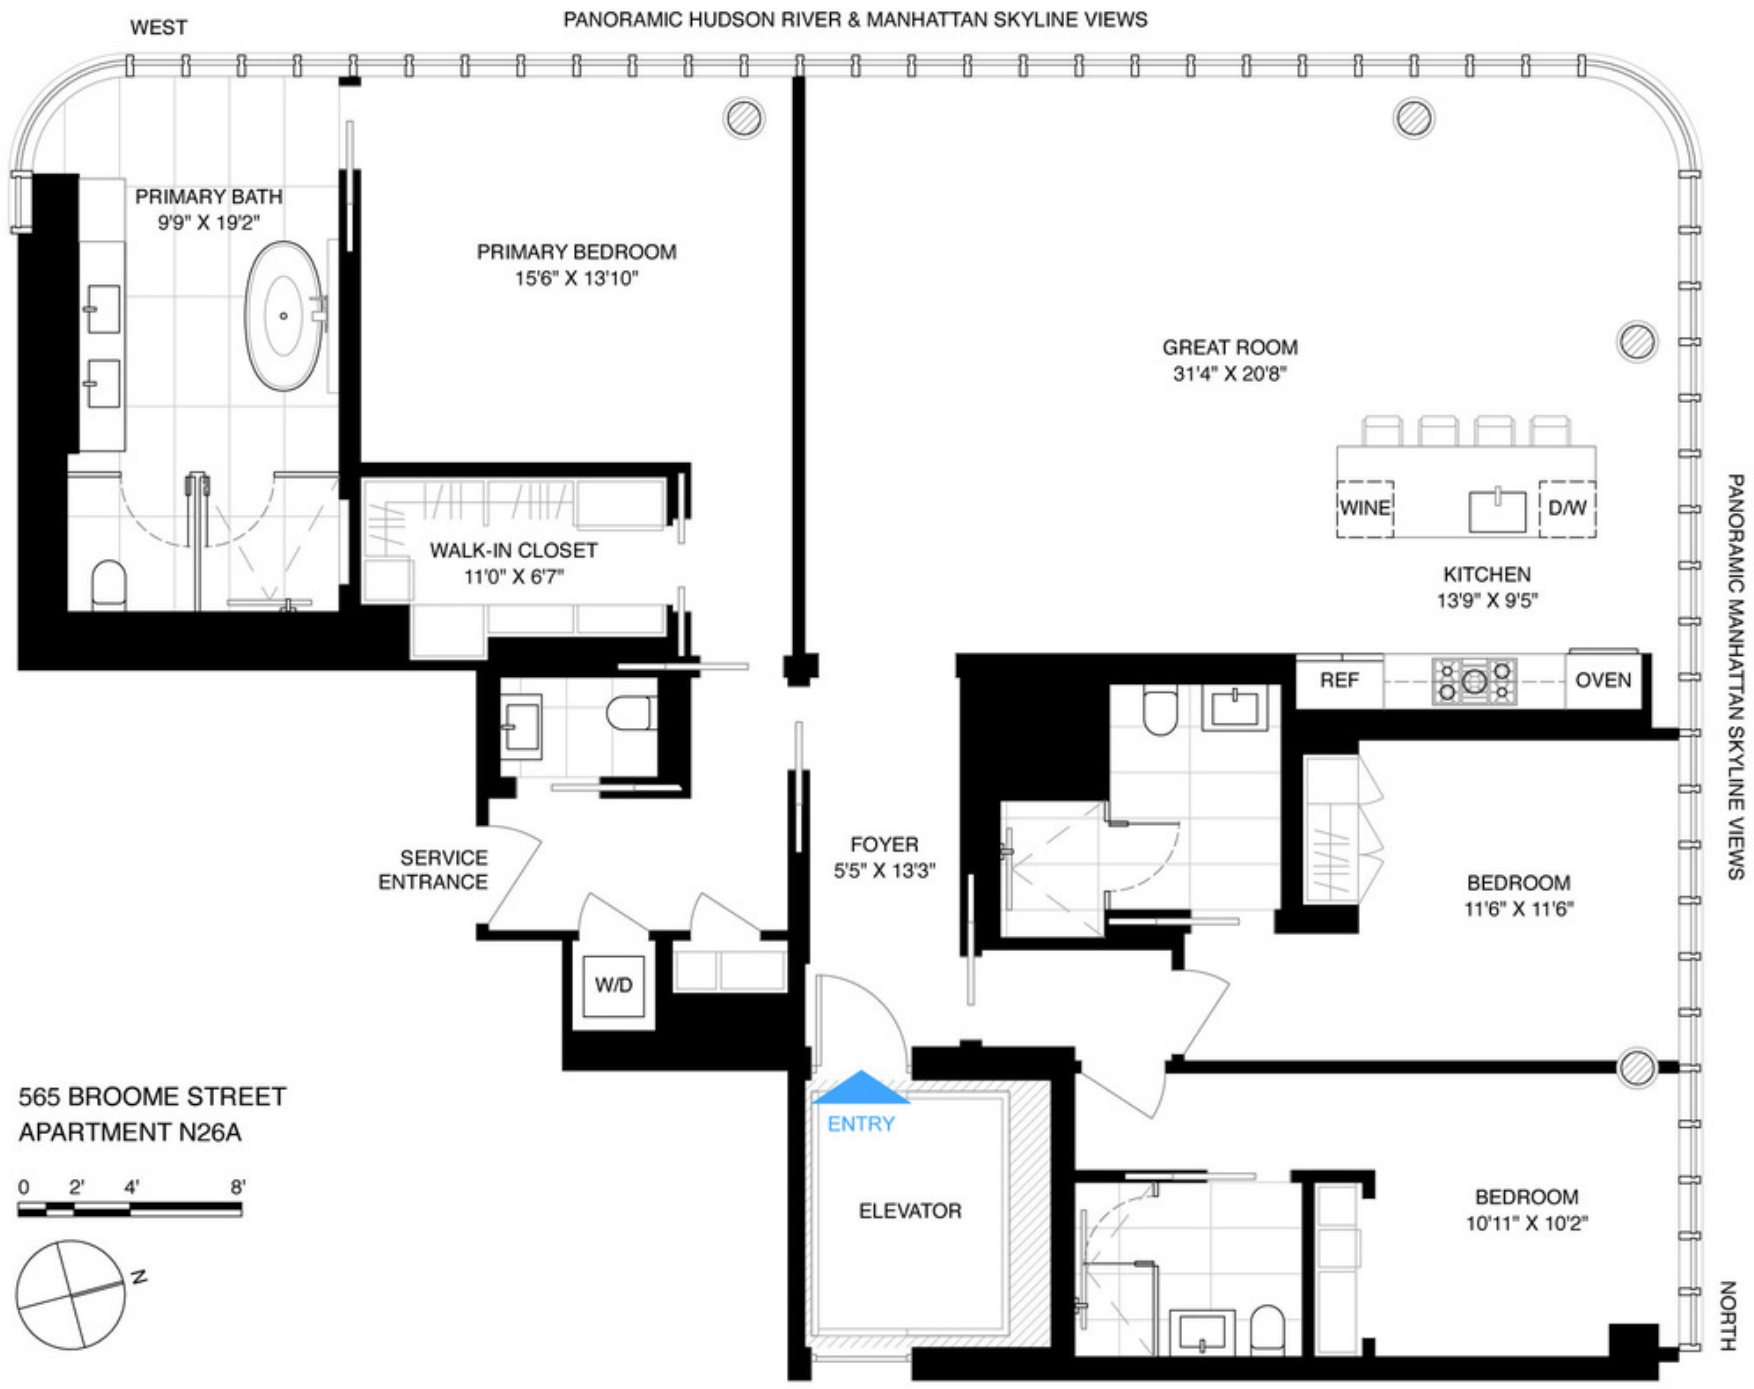 WEST
PANORAMIC HUDSON RIVER & MANHATTAN SKYLINE VIEWS
PRIMARY BATH
9'9" X 19'2"
PRIMARY BEDROOM
15'6" X 13'10"
GREAT ROOM
31'4" X 20'8"
WINE
D/W
WALK-IN CLOSET
11'0" X 6'7"
KITCHEN
13'9" X 9'5"
REF
OVEN
PANORAMIC MANHATTAN SKYLINE VIEWS
SERVICE
ENTRANCE
FOYER
5'5" X 13'3"
BEDROOM
11'6" X 11'6"
W/D
565 BROOME STREET
APARTMENT N26A
0 2' 4' 8'
N
ENTRY
ELEVATOR
BEDROOM
10'11" X 10'2"
NORTH